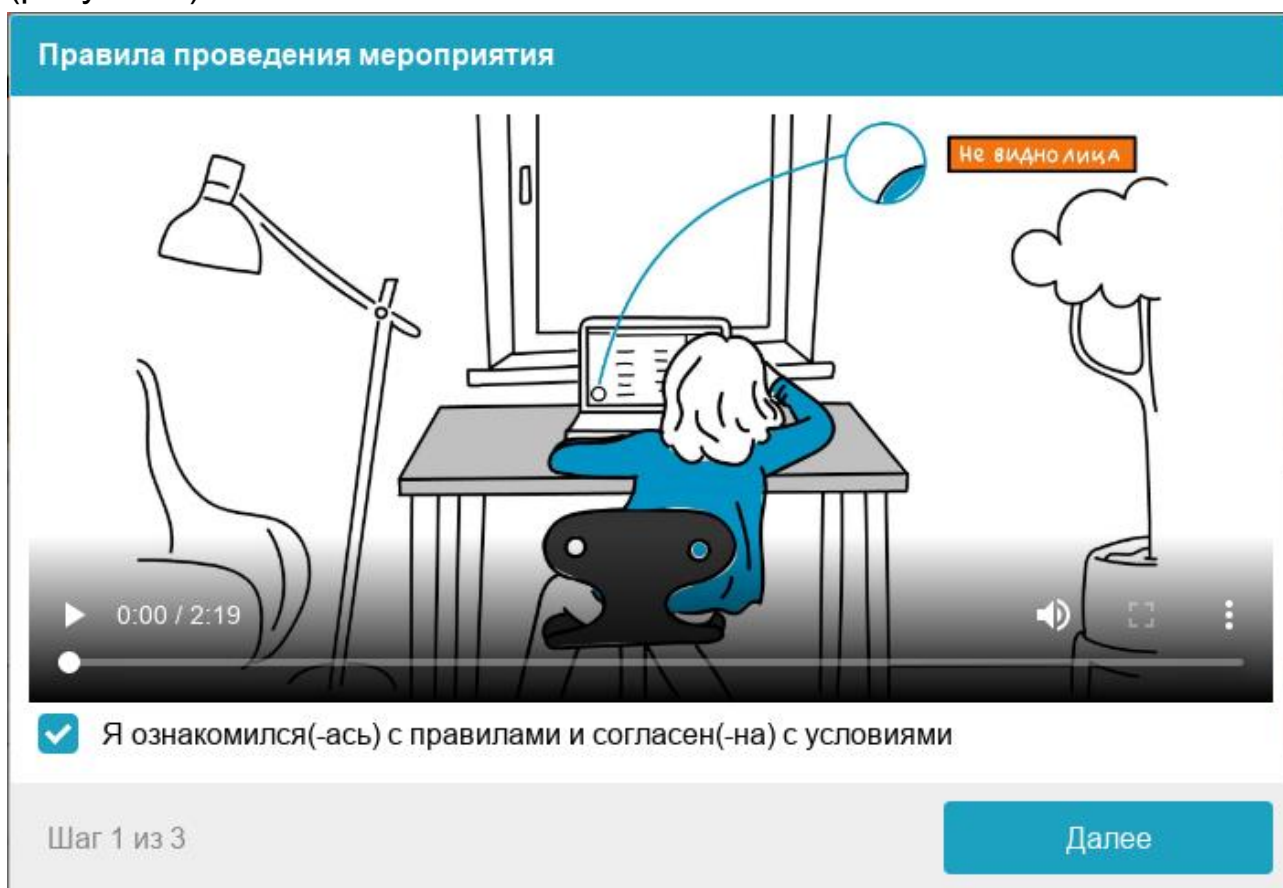 Правила проведения мероприятия
Не видно лица
0:00 / 2:19
Я ознакомился(-ась) с правилами и согласен(-на) с условиями
Шаг 1 из 3
Далее